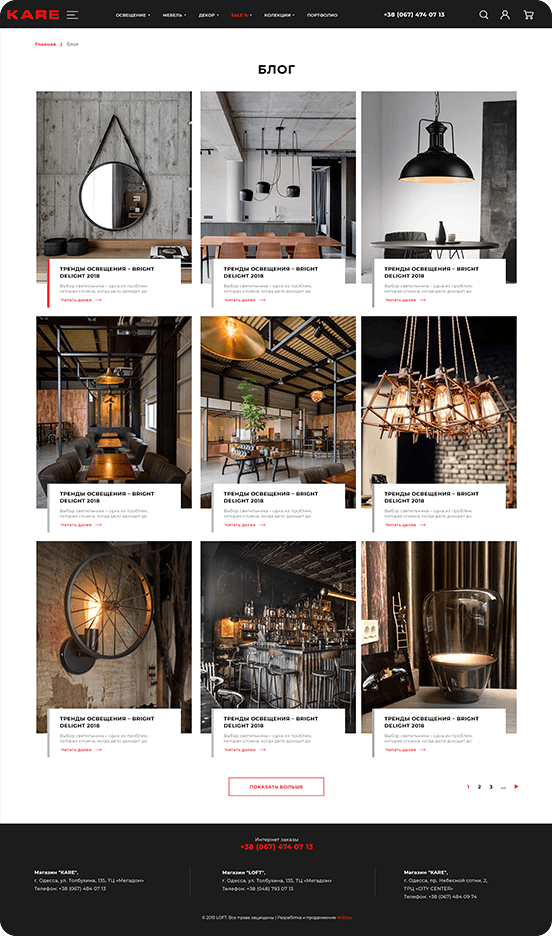 KARE
ОСВЕЩЕНИЕ МЕБЕЛЬ ДЕКОР SALE % КОЛЕКЦИИ ПОРТФОЛИО +38 (067) 474 07 13
Главная | Блог
БЛОГ
ТРЕНДЫ ОСВЕЩЕНИЯ – BRIGHT
DELIGHT 2018
Выбор светильника – одна из проблем,
которая сложна, когда дело доходит до
Читать далее
ТРЕНДЫ ОСВЕЩЕНИЯ – BRIGHT
DELIGHT 2018
Выбор светильника – одна из проблем,
которая сложна, когда дело доходит до
Читать далее
ТРЕНДЫ ОСВЕЩЕНИЯ – BRIGHT
DELIGHT 2018
Выбор светильника – одна из проблем,
которая сложна, когда дело доходит до
Читать далее
ТРЕНДЫ ОСВЕЩЕНИЯ – BRIGHT
DELIGHT 2018
Выбор светильника – одна из проблем,
которая сложна, когда дело доходит до
Читать далее
ТРЕНДЫ ОСВЕЩЕНИЯ – BRIGHT
DELIGHT 2018
Выбор светильника – одна из проблем,
которая сложна, когда дело доходит до
Читать далее
ТРЕНДЫ ОСВЕЩЕНИЯ – BRIGHT
DELIGHT 2018
Выбор светильника – одна из проблем,
которая сложна, когда дело доходит до
Читать далее
ТРЕНДЫ ОСВЕЩЕНИЯ – BRIGHT
DELIGHT 2018
Выбор светильника – одна из проблем,
которая сложна, когда дело доходит до
Читать далее
ТРЕНДЫ ОСВЕЩЕНИЯ – BRIGHT
DELIGHT 2018
Выбор светильника – одна из проблем,
которая сложна, когда дело доходит до
Читать далее
ТРЕНДЫ ОСВЕЩЕНИЯ – BRIGHT
DELIGHT 2018
Выбор светильника – одна из проблем,
которая сложна, когда дело доходит до
Читать далее
ПОКАЗАТЬ БОЛЬШЕ
1 2 3 ...
Интернет заказы
+38 (067) 474 07 13
Магазин "KARE",
г. Одесса, ул. Толбухина, 135, ТЦ «Мегадом»
Телефон: +38 (067) 484 07 13
Магазин "LOFT",
г. Одесса, ул. Толбухина, 135, ТЦ «Мегадом»
Телефон: +38 (048) 793 07 13
Магазин "KARE",
г. Одесса, пр. Небесной сотни, 2,
ТРЦ «CITY CENTER»
Телефон: +38 (067) 484 09 74
© 2019 LOFT. Все права защищены | Разработка и продвижение